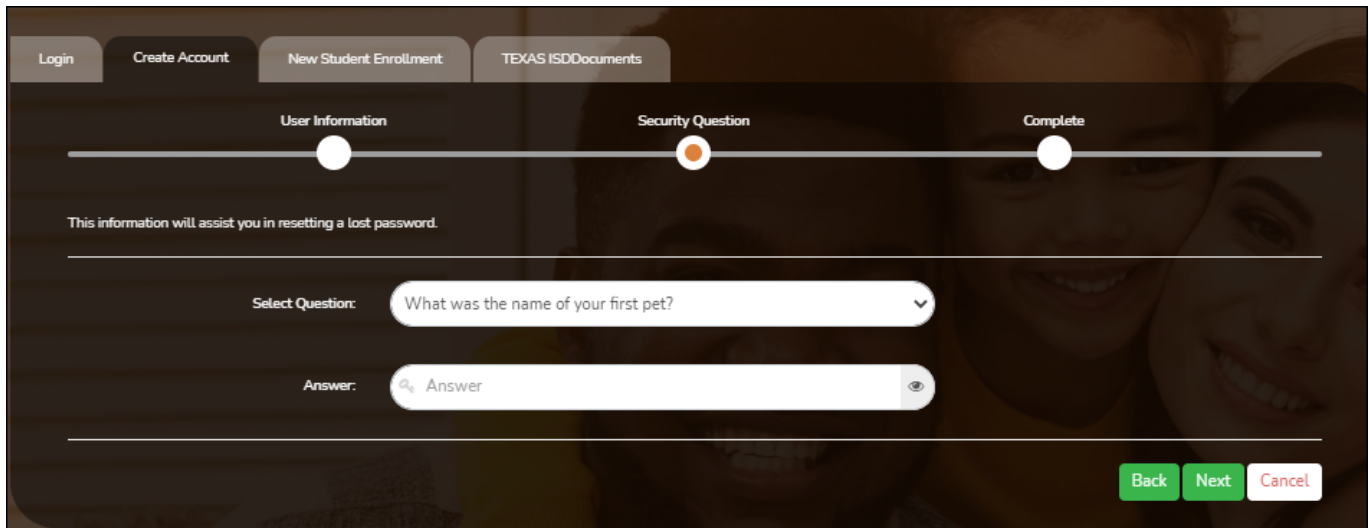 Login Create Account New Student Enrollment TEXAS ISDDocuments
User Information Security Question Complete
This information will assist you in resetting a lost password.
Select Question: What was the name of your first pet?
Answer: Answer
Back Next Cancel